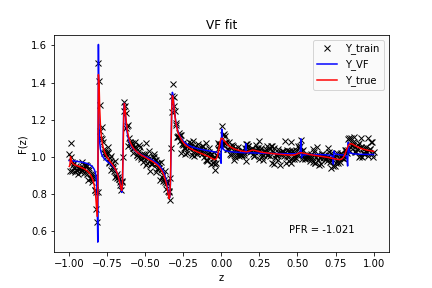 VF fit
Y_train
Y_VF
Y_true
1.6
1.4
1.2
1.0
0.8
0.6
F(z)
PFR = -1.021
−1.00 −0.75 −0.50 −0.25 0.00 0.25 0.50 0.75 1.00
z